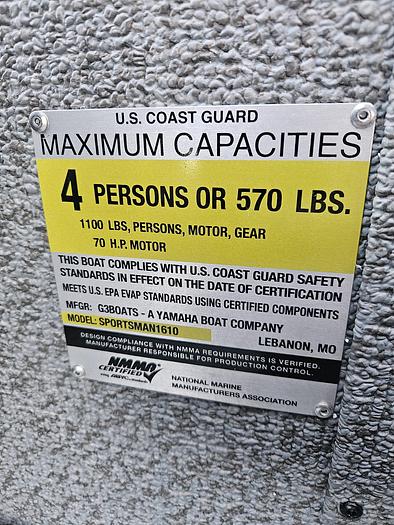 U.S. COAST GUARD
MAXIMUM CAPACITIES
4 PERSONS OR 570 LBS.
1100 LBS, PERSONS, MOTOR, GEAR
70 H.P. MOTOR
THIS BOAT COMPLIES WITH U.S. COAST GUARD SAFETY
STANDARDS IN EFFECT ON THE DATE OF CERTIFICATION
MEETS U.S. EPA EVAP STANDARDS USING CERTIFIED COMPONENTS
MFGR: G3BOATS - A YAMAHA BOAT COMPANY
MODEL: SPORTSMAN1610
LEBANON, MO
DESIGN COMPLIANCE WITH NMMA REQUIREMENTS IS VERIFIED.
MANUFACTURER RESPONSIBLE FOR PRODUCTION CONTROL.
NMMA
CERTIFIED
NATIONAL MARINE
MANUFACTURERS ASSOCIATION